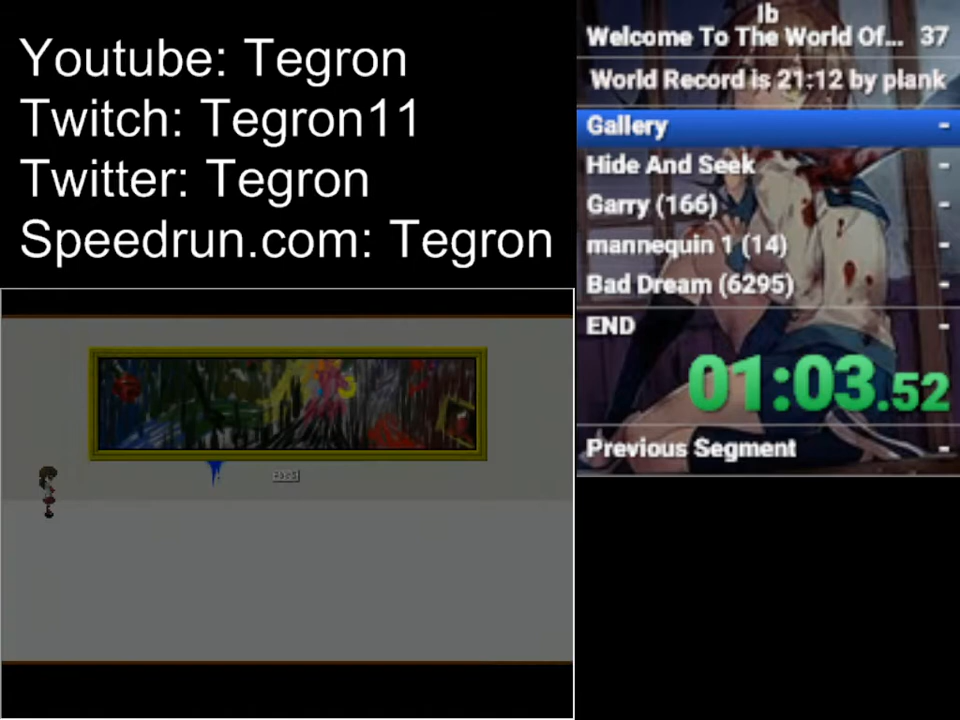 Youtube: Tegron
Twitch: Tegron11
Twitter: Tegron
Speedrun.com: Tegron
Ib
Welcome To The World Of... 37
World Record is 21:12 by plank
Gallery -
Hide And Seek -
Garry (166) -
mannequin 1 (14) -
Bad Dream (6295) -
END -
01:03.52
Previous Segment -